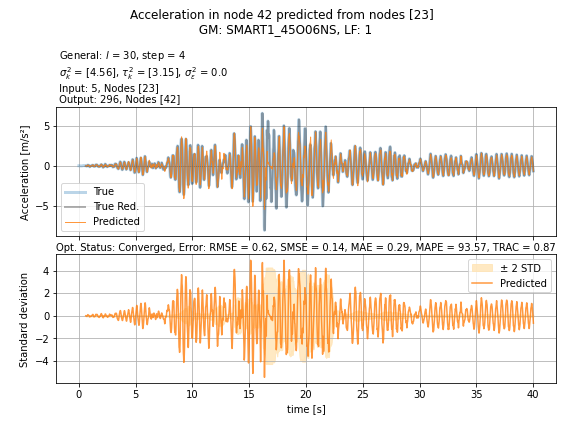 Acceleration in node 42 predicted from nodes [23]
GM: SMART1_45O06NS, LF: 1
General: l = 30, step = 4
σ_k² = [4.56], τ_k² = [3.15], σ_ε² = 0.0
Input: 5, Nodes [23]
Output: 296, Nodes [42]
Acceleration [m/s²]
5
0
−5
True
True Red.
Predicted
Opt. Status: Converged, Error: RMSE = 0.62, SMSE = 0.14, MAE = 0.29, MAPE = 93.57, TRAC = 0.87
Standard deviation
4
2
0
−2
−4
± 2 STD
Predicted
0 5 10 15 20 25 30 35 40
time [s]